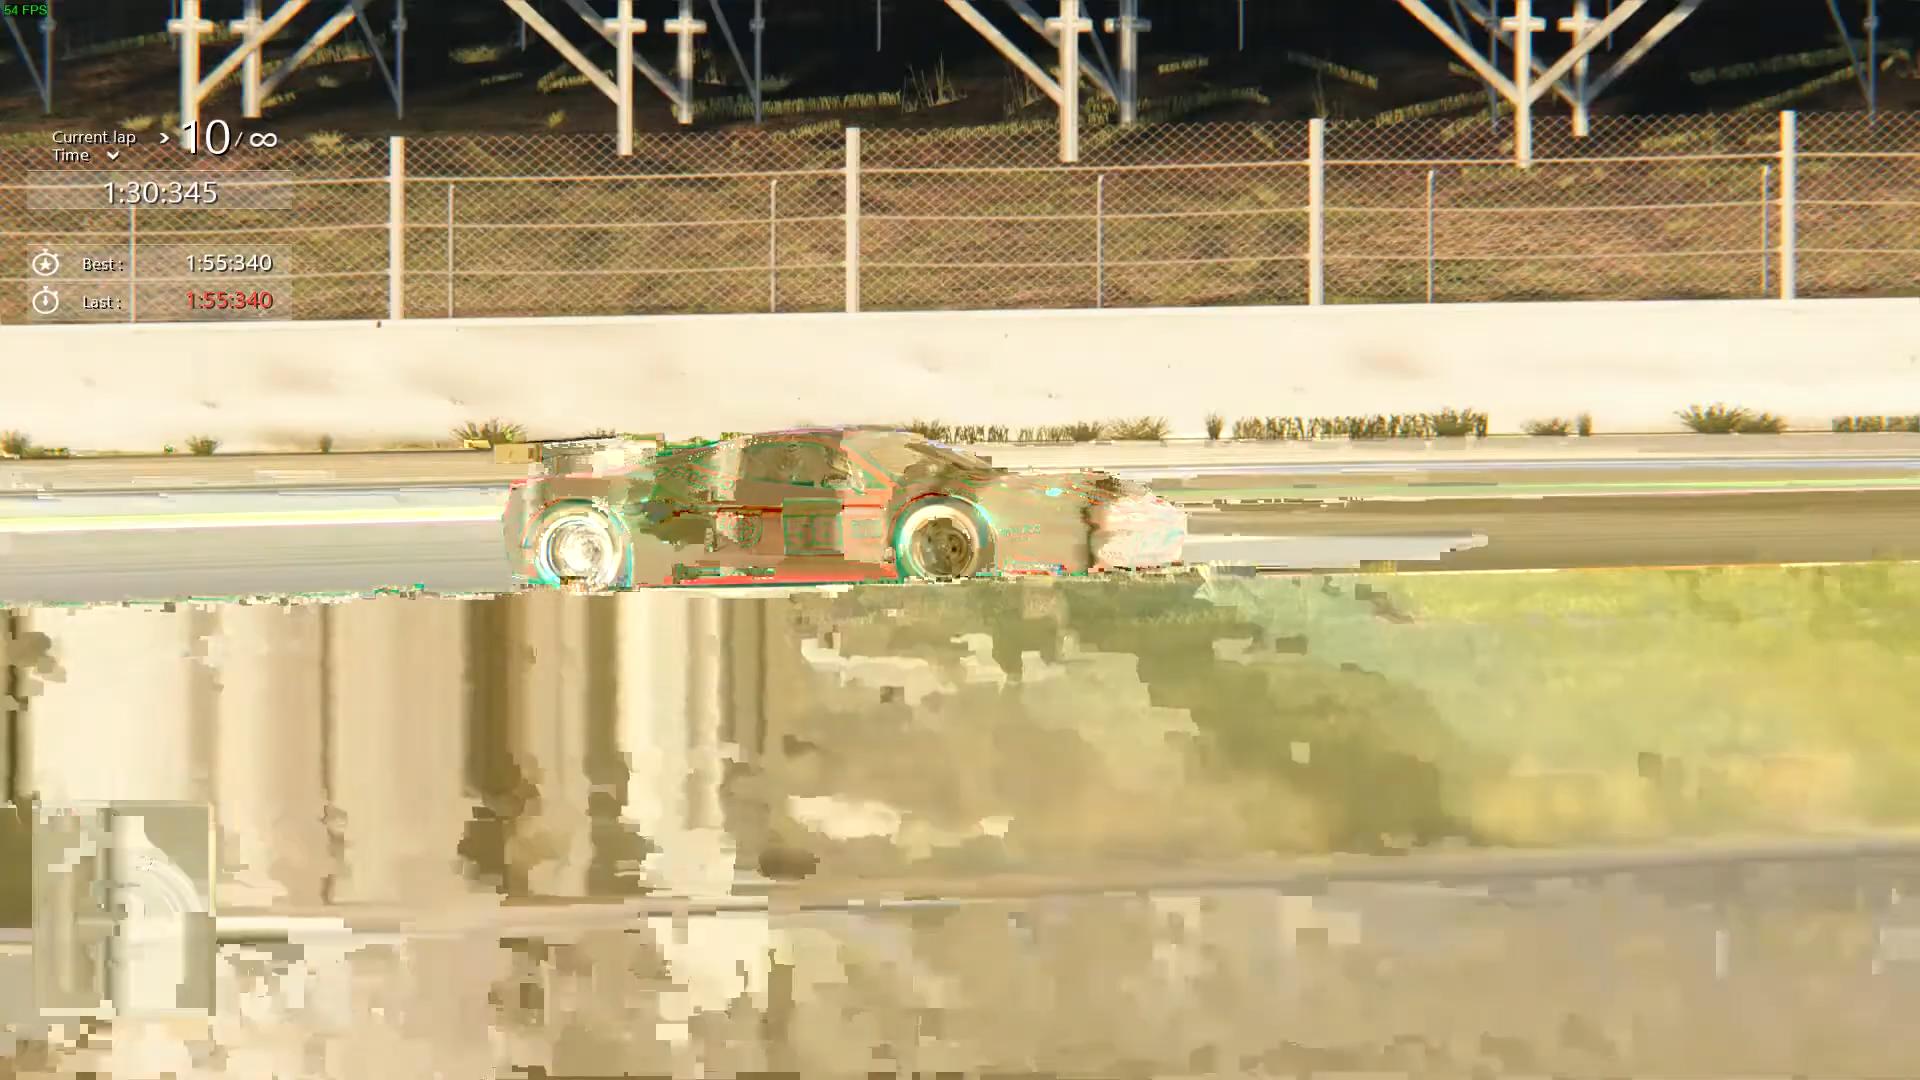 54 FPS
Current lap > 10 / ∞
Time
1:30:345
Best : 1:55:340
Last : 1:55:340